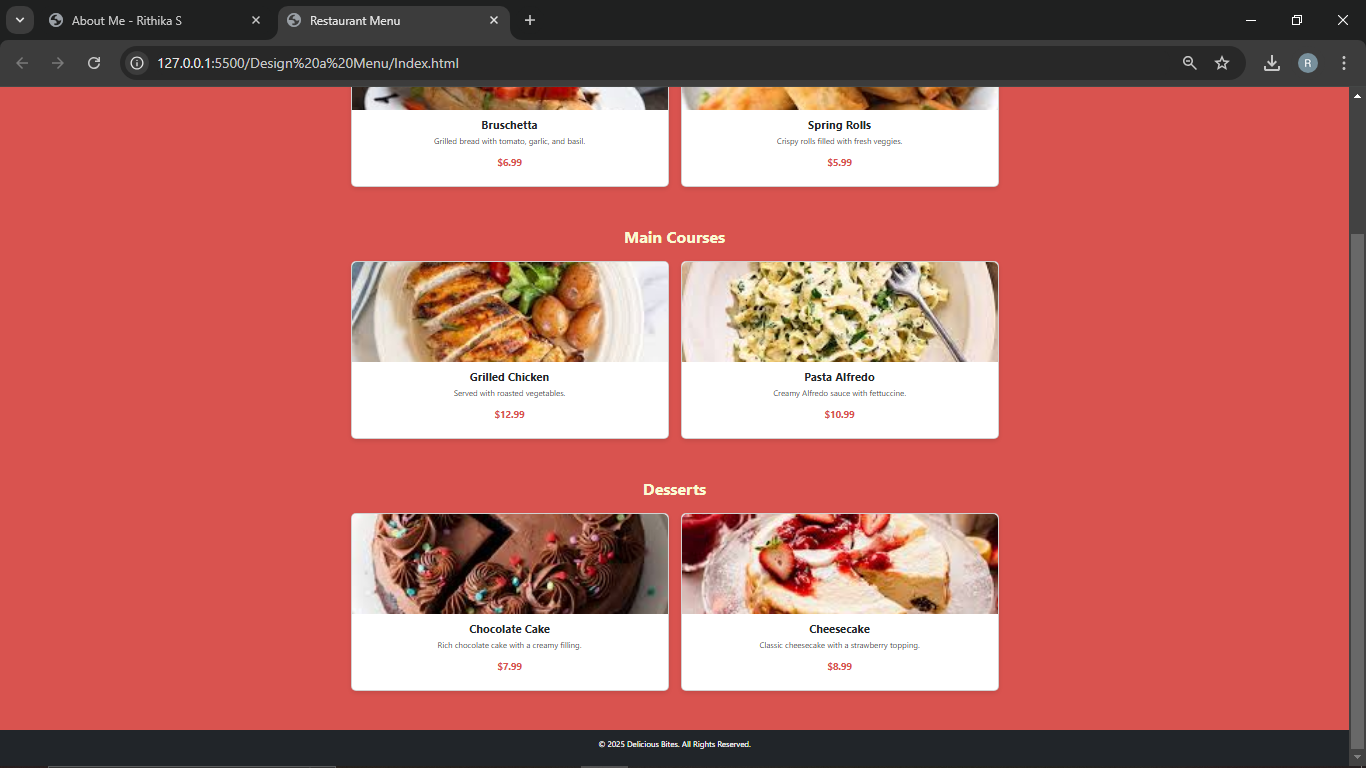 About Me - Rithika S
Restaurant Menu
127.0.0.1:5500/Design%20a%20Menu/Index.html
R
Bruschetta
Grilled bread with tomato, garlic, and basil.
$6.99
Spring Rolls
Crispy rolls filled with fresh veggies.
$5.99
Main Courses
Grilled Chicken
Served with roasted vegetables.
$12.99
Pasta Alfredo
Creamy Alfredo sauce with fettuccine.
$10.99
Desserts
Chocolate Cake
Rich chocolate cake with a creamy filling.
$7.99
Cheesecake
Classic cheesecake with a strawberry topping.
$8.99
© 2025 Delicious Bites. All Rights Reserved.